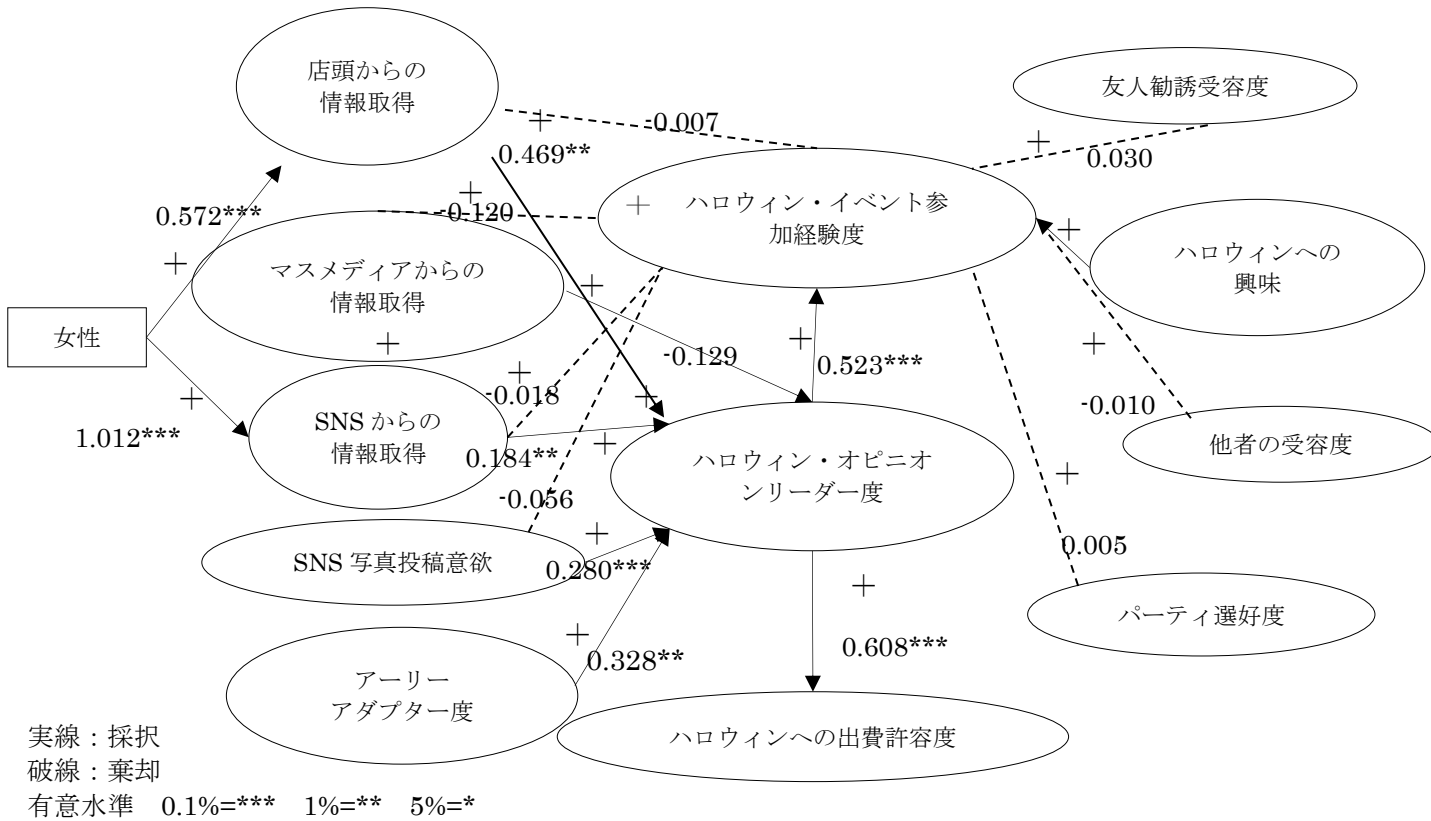 店頭からの
情報取得
友人勧誘受容度
+
-0.007
+
0.030
0.469**
+
-0.120
+
ハロウィン・イベント参
加経験度
+
ハロウィンへの
興味
0.572***
+
マスメディアからの
情報取得
+
女性
+
+
-0.129
+
0.523***
+
-0.010
+
-0.018
+
+
1.012***
SNS からの
情報取得
0.184**
+
ハロウィン・オピニオ
ンリーダー度
他者の受容度
+
-0.056
SNS 写真投稿意欲
+
0.280***
0.005
+
パーティ選好度
+
0.328**
0.608***
アーリー
アダプター度
ハロウィンへの出費許容度
実線：採択
破線：棄却
有意水準 0.1%=*** 1%=** 5%=*